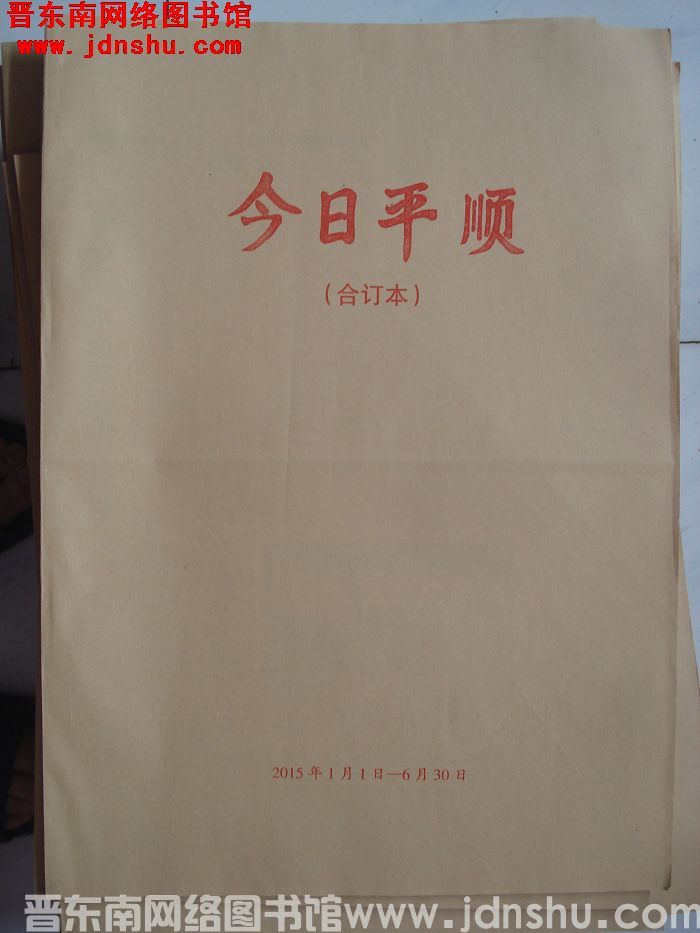 晋东南网络图书馆
www.jdnshu.com
今日平顺
（合订本）
2015年1月1日—6月30日
晋东南网络图书馆www.jdnshu.com